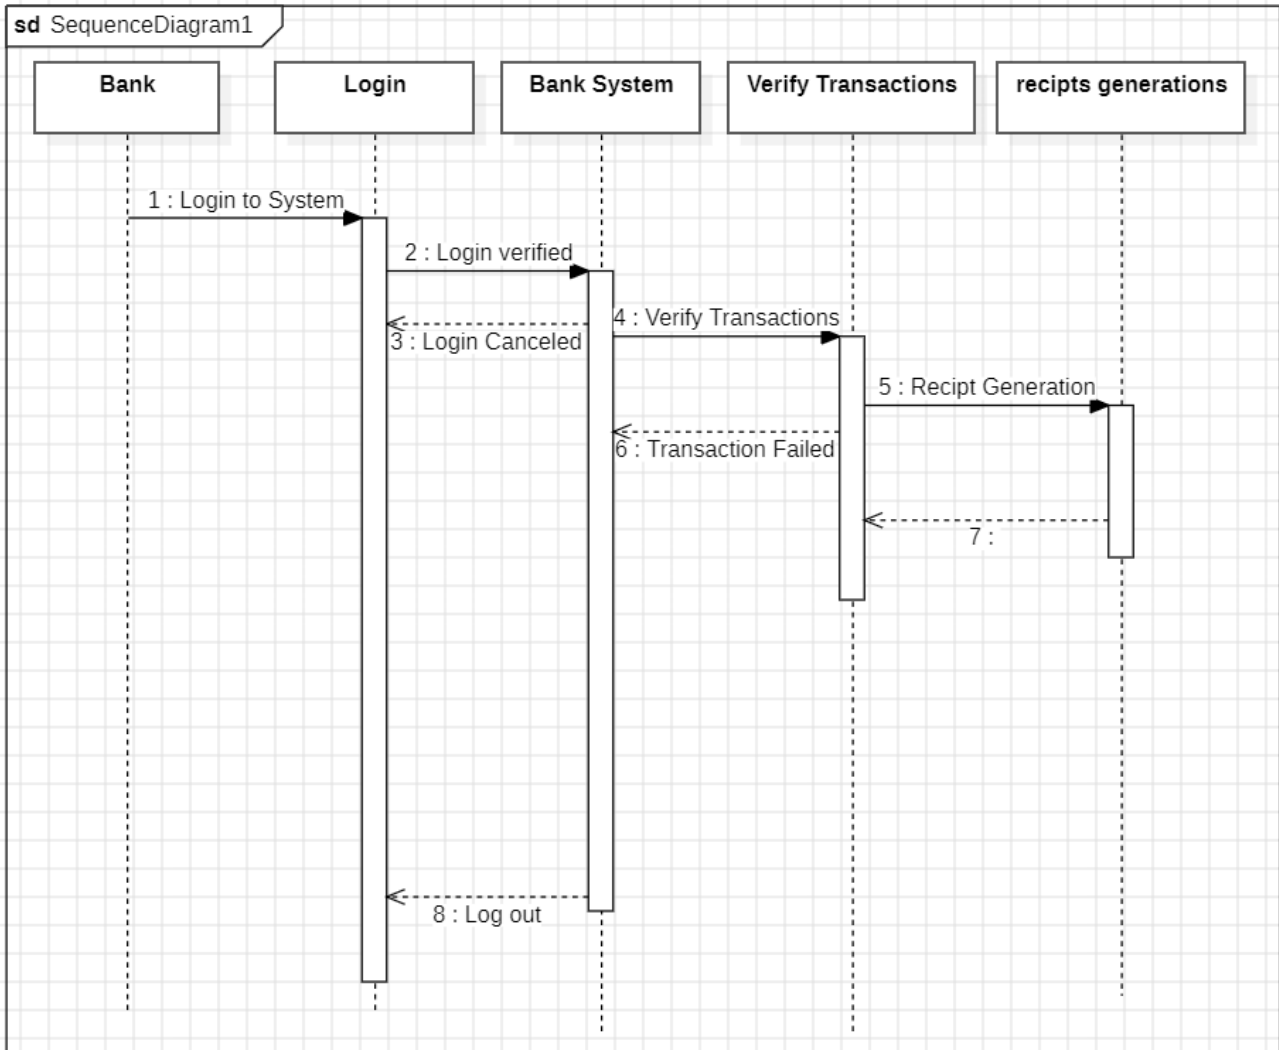 sd SequenceDiagram1
Bank
Login
Bank System
Verify Transactions
recipts generations
1 : Login to System
2 : Login verified
4 : Verify Transactions
3 : Login Canceled
5 : Recipt Generation
6 : Transaction Failed
7 :
8 : Log out